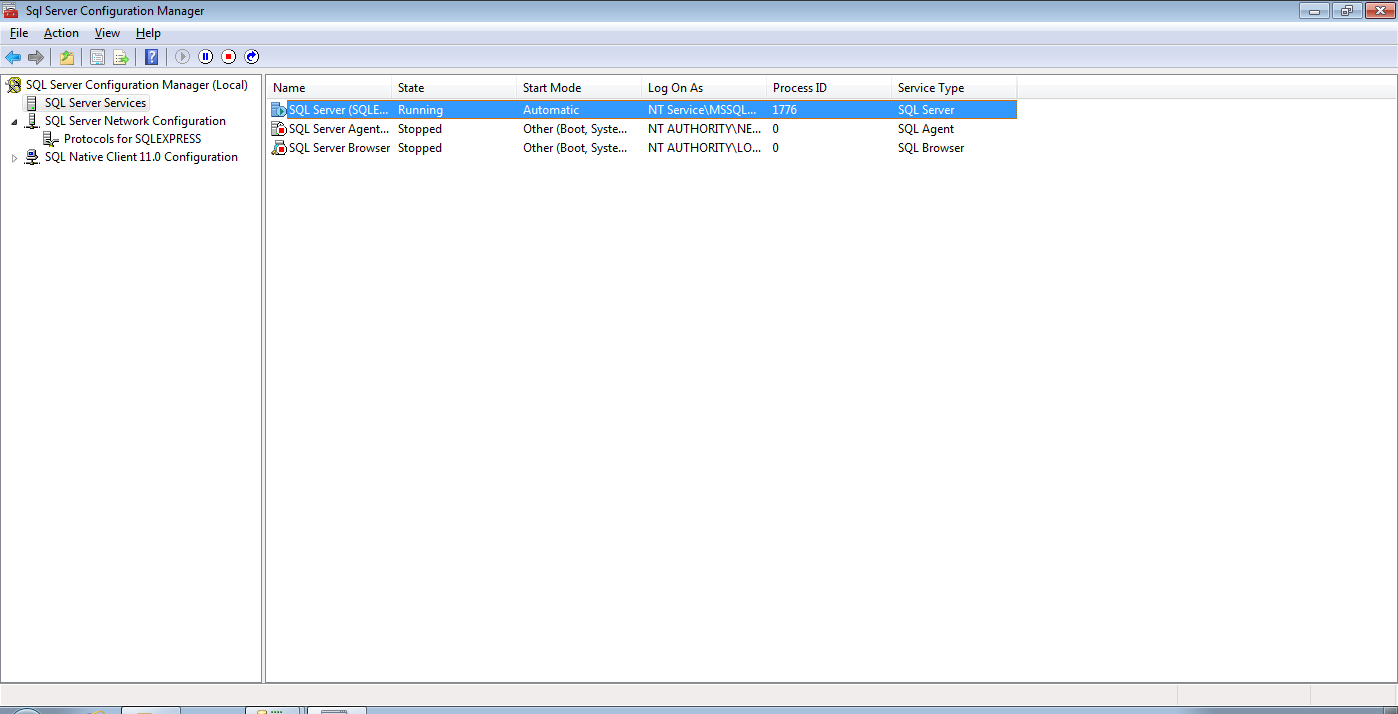 Sql Server Configuration Manager
File Action View Help
SQL Server Configuration Manager (Local)
SQL Server Services
SQL Server Network Configuration
Protocols for SQLEXPRESS
SQL Native Client 11.0 Configuration
Name State Start Mode Log On As Process ID Service Type
SQL Server (SQLE... Running Automatic NT Service\MSSQL... 1776 SQL Server
SQL Server Agent... Stopped Other (Boot, Syste... NT AUTHORITY\NE... 0 SQL Agent
SQL Server Browser Stopped Other (Boot, Syste... NT AUTHORITY\LO... 0 SQL Browser